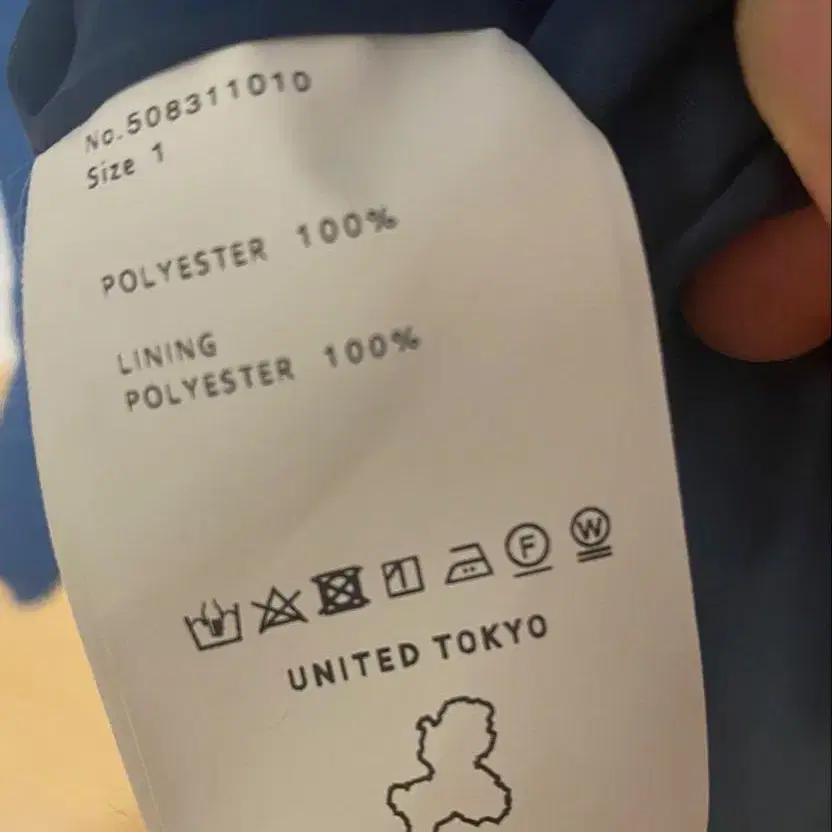 No.508311010
Size 1
POLYESTER 100%
LINING
POLYESTER 100%
F W
UNITED TOKYO